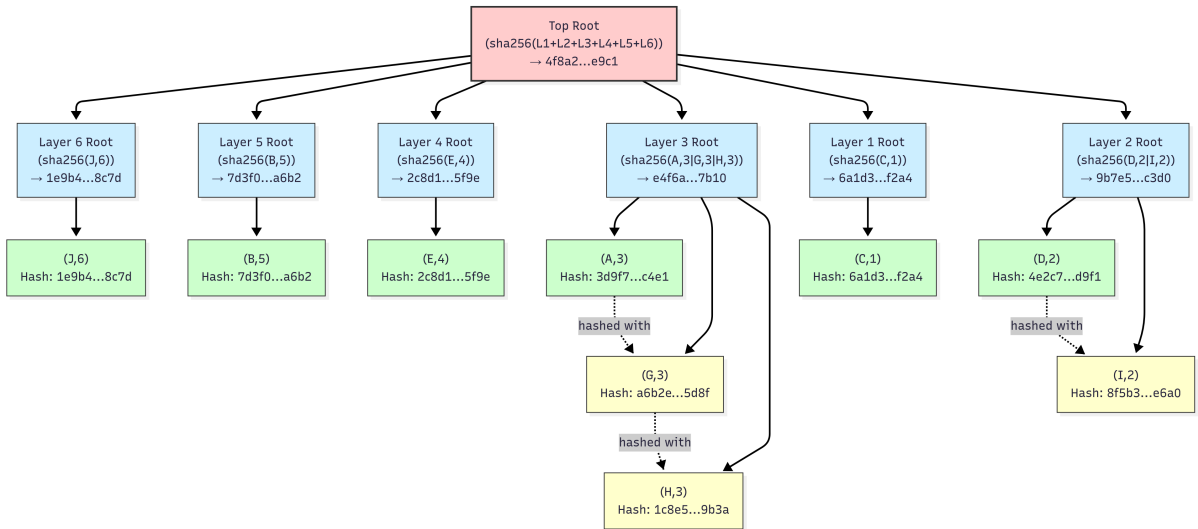 Top Root
(sha256(L1+L2+L3+L4+L5+L6))
→ 4f8a2...e9c1
Layer 6 Root
(sha256(J,6))
→ 1e9b4...8c7d
Layer 5 Root
(sha256(B,5))
→ 7d3f0...a6b2
Layer 4 Root
(sha256(E,4))
→ 2c8d1...5f9e
Layer 3 Root
(sha256(A,3|G,3|H,3))
→ e4f6a...7b10
Layer 1 Root
(sha256(C,1))
→ 6a1d3...f2a4
Layer 2 Root
(sha256(D,2|I,2))
→ 9b7e5...c3d0
(J,6)
Hash: 1e9b4...8c7d
(B,5)
Hash: 7d3f0...a6b2
(E,4)
Hash: 2c8d1...5f9e
(A,3)
Hash: 3d9f7...c4e1
(C,1)
Hash: 6a1d3...f2a4
(D,2)
Hash: 4e2c7...d9f1
hashed with
hashed with
(G,3)
Hash: a6b2e...5d8f
(I,2)
Hash: 8f5b3...e6a0
hashed with
(H,3)
Hash: 1c8e5...9b3a